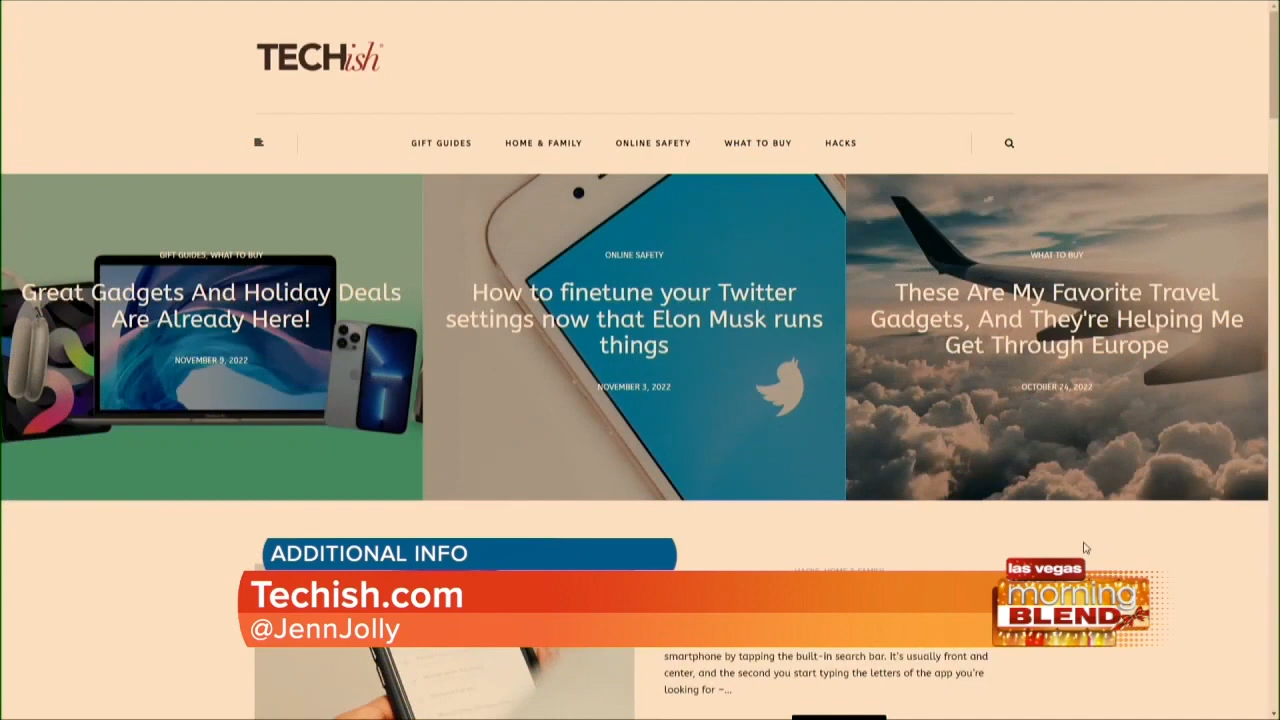 TECHish
GIFT GUIDES
HOME & FAMILY
ONLINE SAFETY
WHAT TO BUY
HACKS
GIFT GUIDES, WHAT TO BUY
Great Gadgets And Holiday Deals
Are Already Here!
NOVEMBER 9, 2022
ONLINE SAFETY
How to finetune your Twitter
settings now that Elon Musk runs
things
NOVEMBER 3, 2022
WHAT TO BUY
These Are My Favorite Travel
Gadgets, And They're Helping Me
Get Through Europe
OCTOBER 24, 2022
ADDITIONAL INFO
HACKS, HOME & FAMILY
Techish.com
@JennJolly
las vegas
morning
BLEND
smartphone by tapping the built-in search bar. It's usually front and
center, and the second you start typing the letters of the app you're
looking for –...